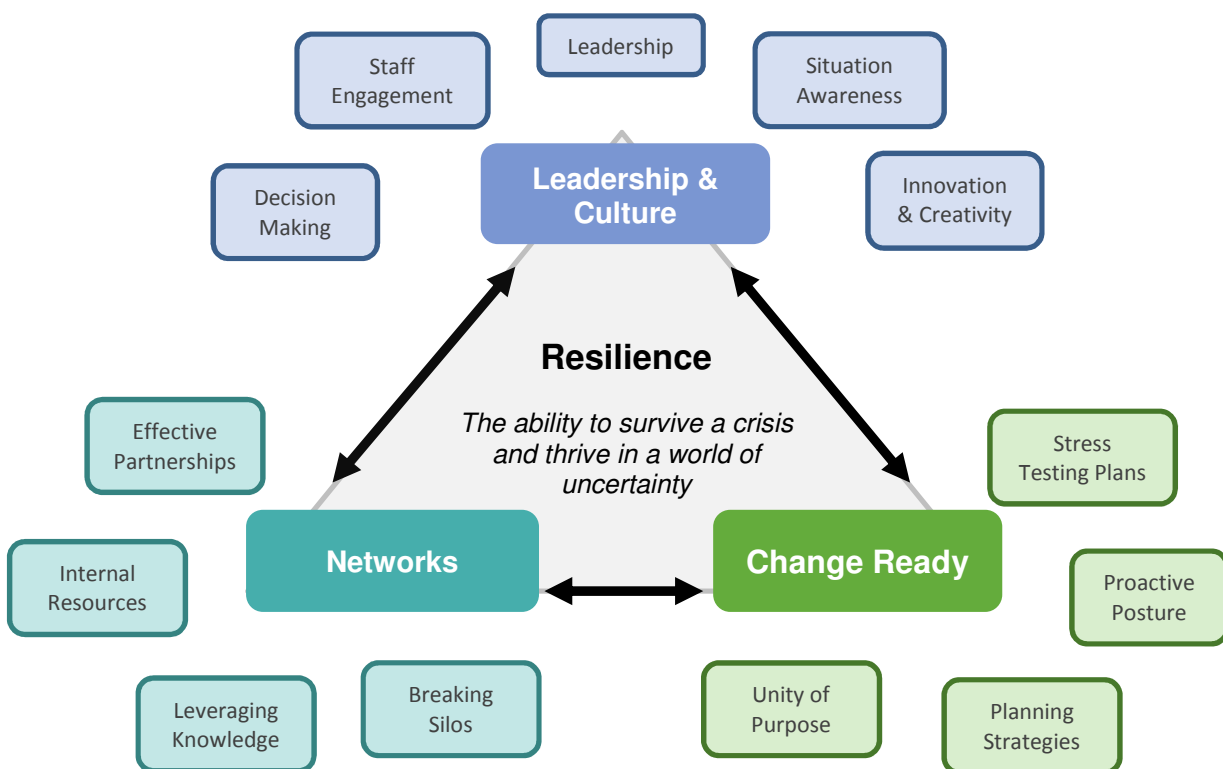 Leadership
Staff
Engagement
Situation
Awareness
Decision
Making
Leadership &
Culture
Innovation
& Creativity
Resilience
The ability to survive a crisis
and thrive in a world of
uncertainty
Effective
Partnerships
Stress
Testing Plans
Networks
Change Ready
Internal
Resources
Proactive
Posture
Leveraging
Knowledge
Breaking
Silos
Unity of
Purpose
Planning
Strategies